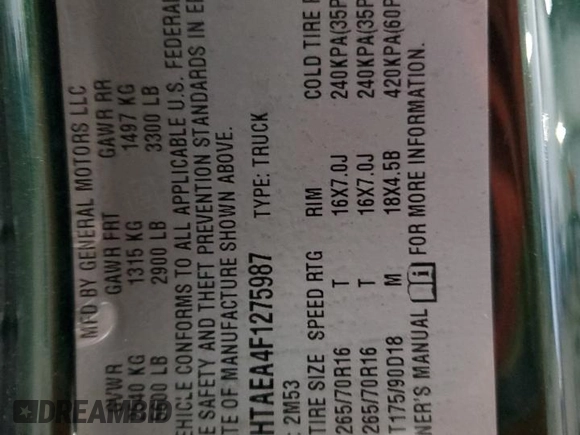 MFD BY GENERAL MOTORS LLC
GVWR GAWR FRT GAWR RR
1315 KG 1497 KG
2900 LB 3300 LB
VEHICLE CONFORMS TO ALL APPLICABLE U.S. FEDERAL
SAFETY AND THEFT PREVENTION STANDARDS IN
OF MANUFACTURE SHOWN ABOVE.
HTAEA4F1275987 TYPE: TRUCK
: 2M53
TIRE SIZE SPEED RTG RIM COLD TIRE
265/70R16 T 16X7.0J 240KPA(35P
265/70R16 T 16X7.0J 240KPA(35P
T175/90D18 M 18X4.5B 420KPA(60P
NER'S MANUAL FOR MORE INFORMATION.
DREAMBID